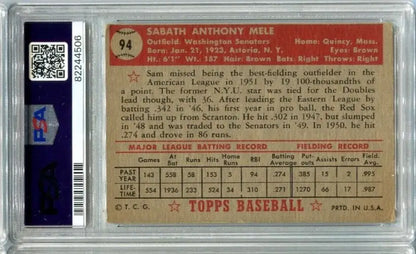 82244506
PSA
94
SABATH ANTHONY MELE
Outfield. Washington Senators Home: Quincy, Mass.
Born: Jan. 21, 1923, Astoria, N. Y. Eyes: Brown
Ht. 6'1" Wt. 187 Hair: Brown Bats: Right Throws: Right
Sam missed being the best-fielding outfielder in the
American League in 1951 by 19 100-thousandths of
a point. The former N.Y.U. star was tied for the Doubles
lead though, with 36. After leading the Eastern League by
batting .342 in '46, his first year in pro ball, the Red Sox
called him up from Scranton. He hit .302 in 1947, but slumped
in '48 and was traded to the Senators in '49. In 1950, he hit
.274 and drove in 86 runs.
MAJOR LEAGUE BATTING RECORD FIELDING RECORD
Games At Bat Runs Hits Home Runs RBI Batting Average Put-outs Assists Errors Field. Avg.
PAST YEAR 143 558 58 153 5 94 .274 385 15 2 .995
LIFE-TIME 554 1936 233 534 34 310 .271 17 .987
© T. C. G. TOPPS BASEBALL PRTD. IN U.S.A.